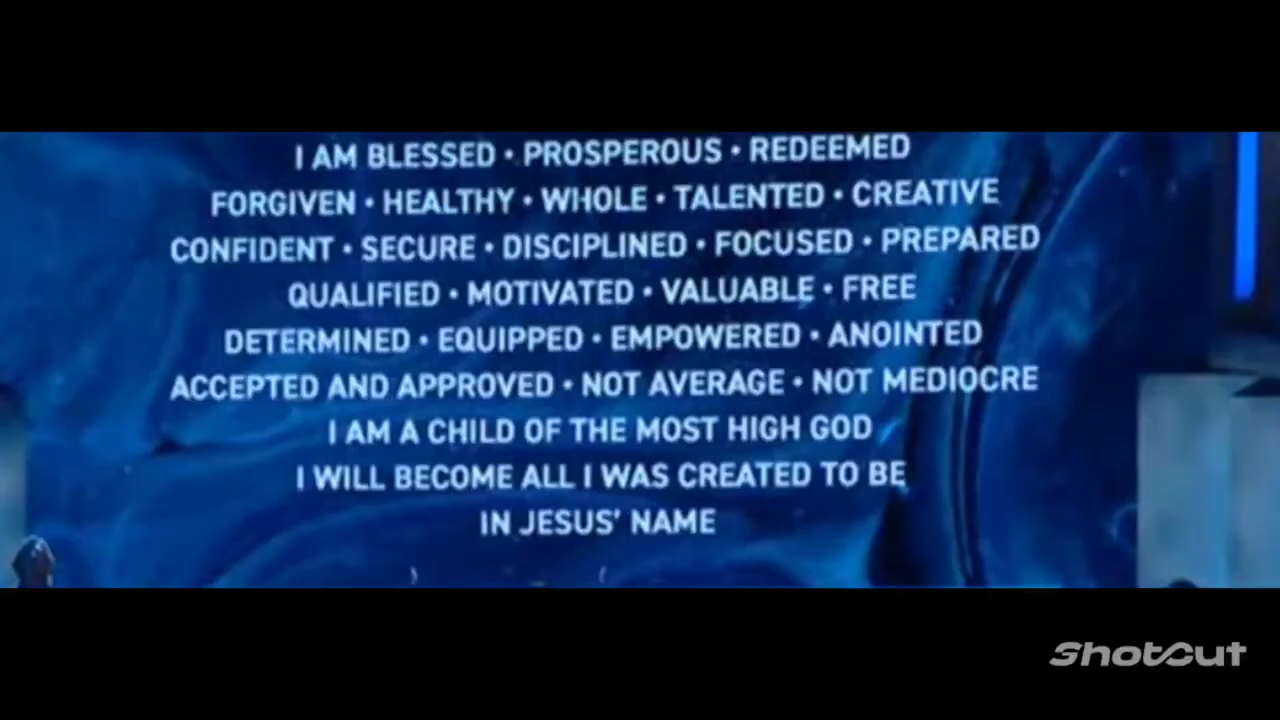 I AM BLESSED • PROSPEROUS • REDEEMED
FORGIVEN • HEALTHY • WHOLE • TALENTED • CREATIVE
CONFIDENT • SECURE • DISCIPLINED • FOCUSED • PREPARED
QUALIFIED • MOTIVATED • VALUABLE • FREE
DETERMINED • EQUIPPED • EMPOWERED • ANOINTED
ACCEPTED AND APPROVED • NOT AVERAGE • NOT MEDIOCRE
I AM A CHILD OF THE MOST HIGH GOD
I WILL BECOME ALL I WAS CREATED TO BE
IN JESUS’ NAME
ShotCut